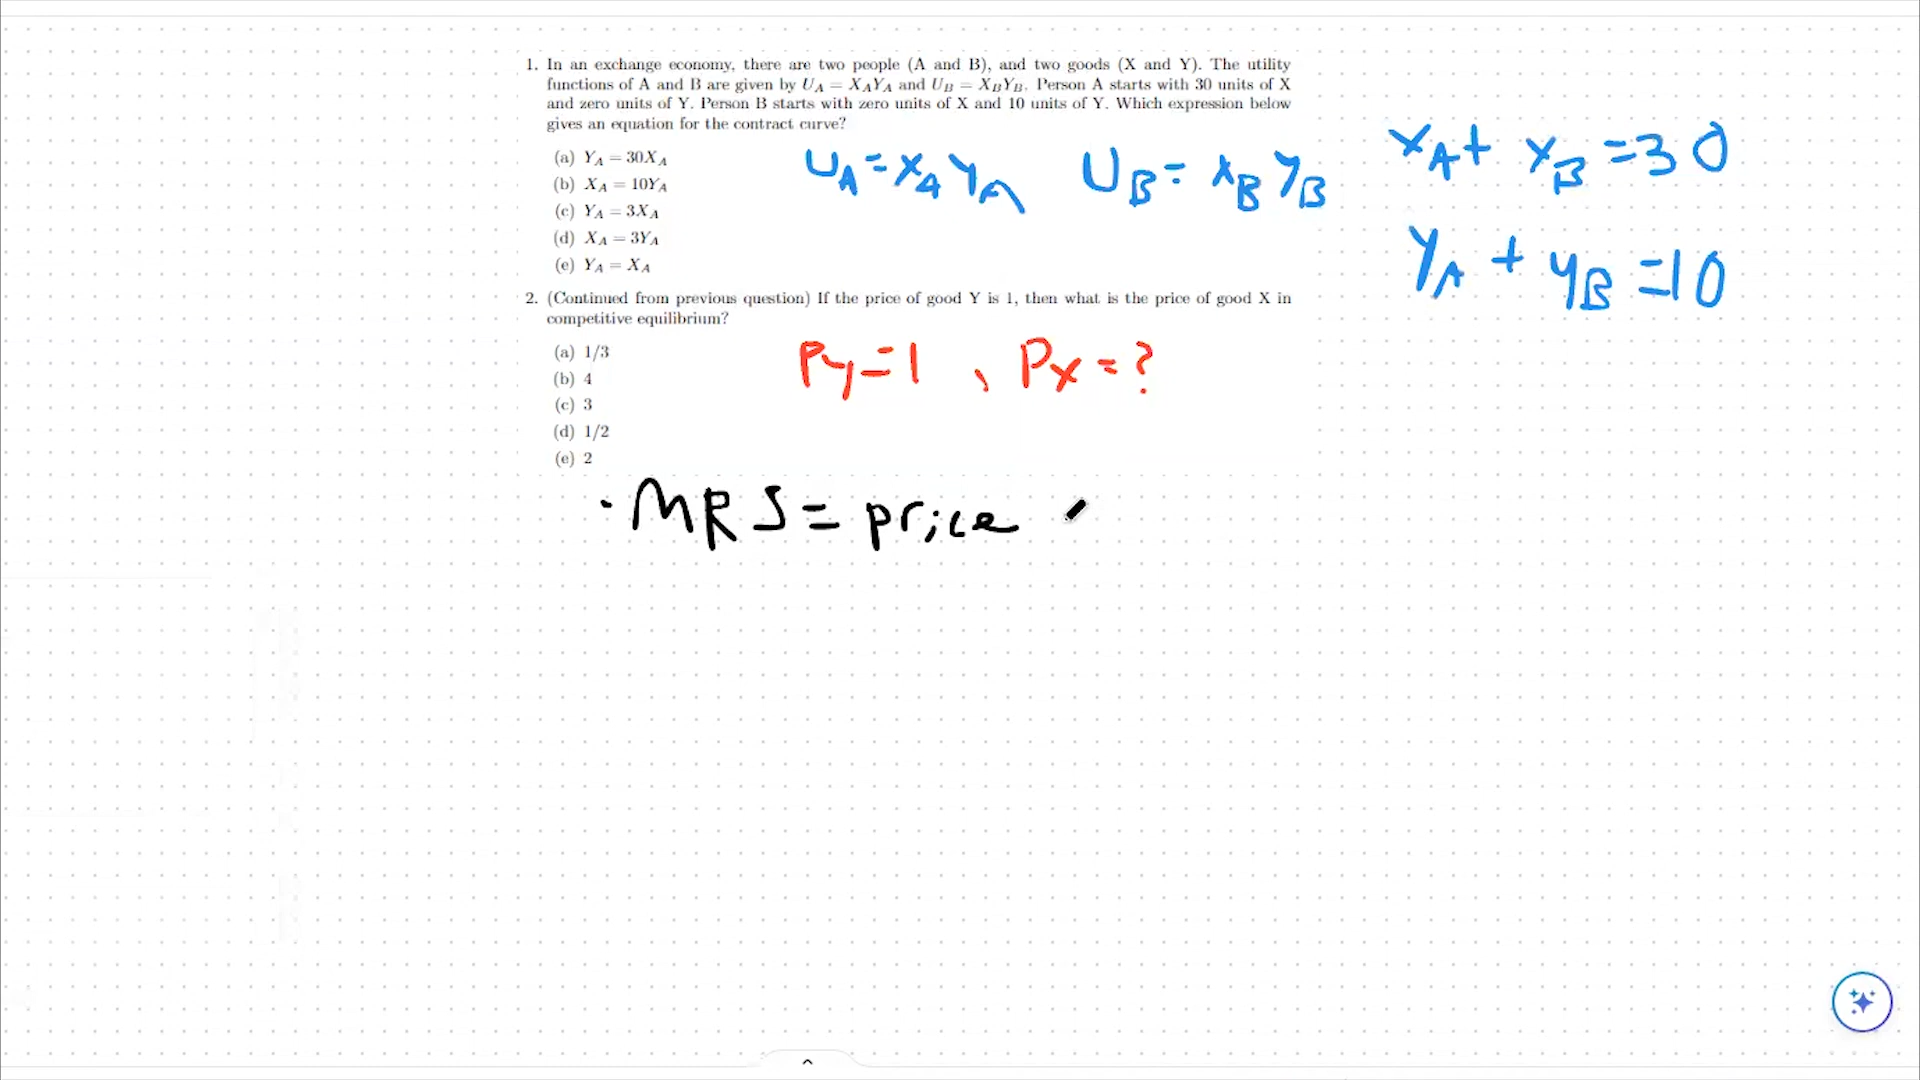 1. In an exchange economy, there are two people (A and B), and two goods (X and Y). The utility
functions of A and B are given by U_A = X_AY_A and U_B = X_BY_B. Person A starts with 30 units of X
and zero units of Y. Person B starts with zero units of X and 10 units of Y. Which expression below
gives an equation for the contract curve?
(a) Y_A = 30X_A
(b) X_A = 10Y_A
(c) Y_A = 3X_A
(d) X_A = 3Y_A
(e) Y_A = X_A
U_A = X_A Y_A U_B = X_B Y_B
X_A + X_B = 30
Y_A + Y_B = 10
2. (Continued from previous question) If the price of good Y is 1, then what is the price of good X in
competitive equilibrium?
(a) 1/3
(b) 4
(c) 3
(d) 1/2
(e) 2
Py = 1 , Px = ?
· MRS = price